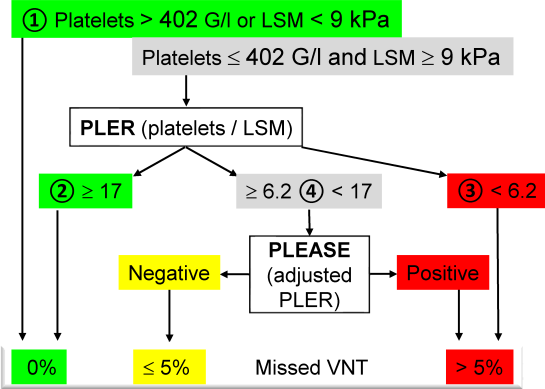 ① Platelets > 402 G/l or LSM < 9 kPa
Platelets ≤ 402 G/l and LSM ≥ 9 kPa
PLER (platelets / LSM)
② ≥ 17
≥ 6.2 ④ < 17
③ < 6.2
Negative
PLEASE
(adjusted
PLER)
Positive
0%
≤ 5%
Missed VNT
> 5%